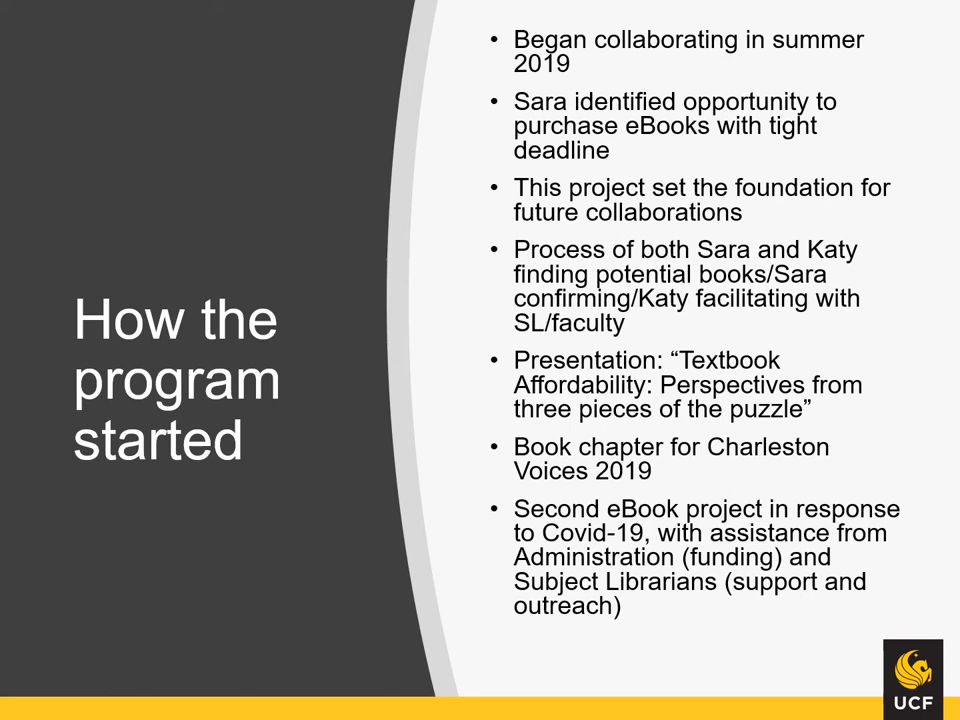 How the
program
started
• Began collaborating in summer
2019
• Sara identified opportunity to
purchase eBooks with tight
deadline
• This project set the foundation for
future collaborations
• Process of both Sara and Katy
finding potential books/Sara
confirming/Katy facilitating with
SL/faculty
• Presentation: “Textbook
Affordability: Perspectives from
three pieces of the puzzle”
• Book chapter for Charleston
Voices 2019
• Second eBook project in response
to Covid-19, with assistance from
Administration (funding) and
Subject Librarians (support and
outreach)
UCF